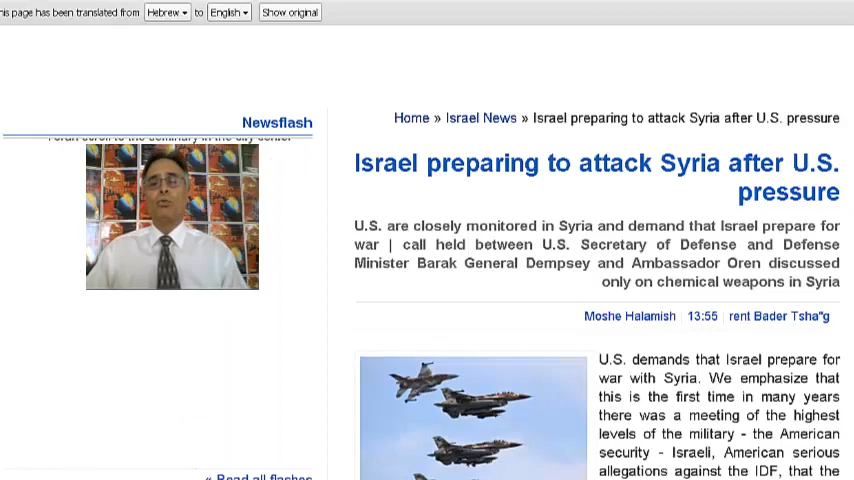 his page has been translated from Hebrew to English Show original
Newsflash
Home » Israel News » Israel preparing to attack Syria after U.S. pressure
Israel preparing to attack Syria after U.S.
pressure
U.S. are closely monitored in Syria and demand that Israel prepare for
war | call held between U.S. Secretary of Defense and Defense
Minister Barak General Dempsey and Ambassador Oren discussed
only on chemical weapons in Syria
Moshe Halamish | 13:55 | rent Bader Tsha"g
U.S. demands that Israel prepare for
war with Syria. We emphasize that
this is the first time in many years
there was a meeting of the highest
levels of the military - the American
security - Israeli, American serious
allegations against the IDF, that the
« Read all flashes